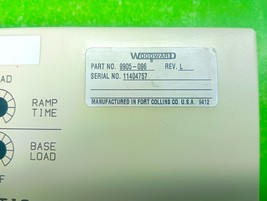 WOODWARD
PART NO. 9905-096 REV. L
SERIAL NO. 11404757
MANUFACTURED IN FORT COLLINS CO. U.S.A. 9412
AD
RAMP
TIME
BASE
LOAD
F